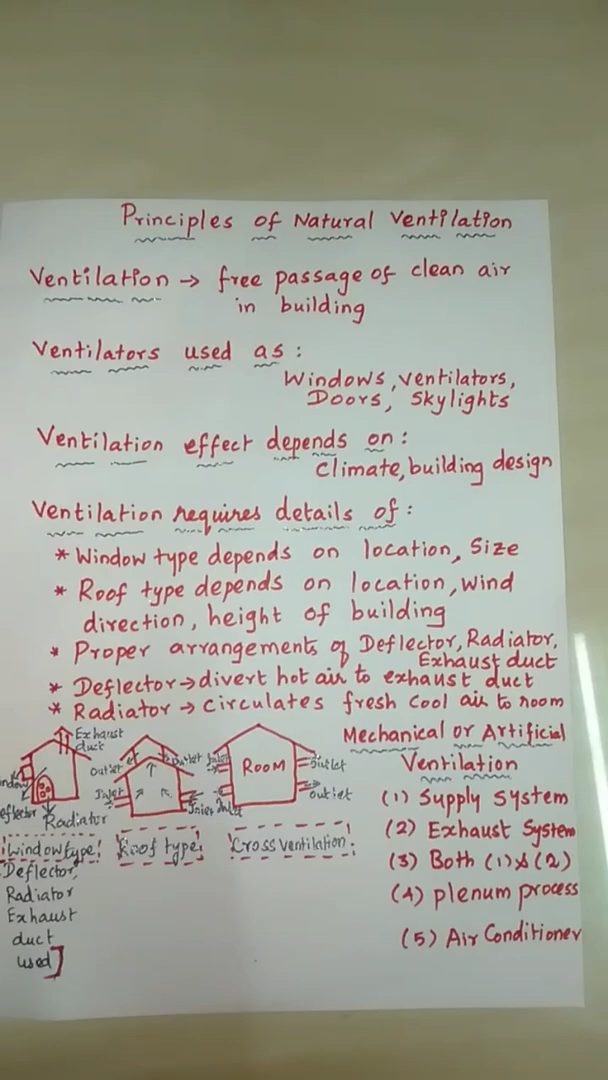 Principles of Natural Ventilation
Ventilation → free passage of clean air
in building
Ventilators used as :
Windows, ventilators,
Doors, Skylights
Ventilation effect depends on :
Climate, building design
Ventilation requires details of :
* Window type depends on location, Size
* Roof type depends on location, wind
direction, height of building
* Proper arrangements of Deflector, Radiator,
Exhaust duct
* Deflector → divert hot air to exhaust duct
* Radiator → Circulates fresh cool air to room
Exhaust
duct
Window
Deflector
Radiator
Window type
Deflector,
Radiator
Exhaust
duct
used
Outlet
Outlet
Inlet
Inlet
Roof type
Inlet
Inlet
ROOM
Outlet
Outlet
Cross ventilation
Mechanical or Artificial
Ventilation
(1) Supply System
(2) Exhaust System
(3) Both (1) & (2)
(4) plenum process
(5) Air Conditioner